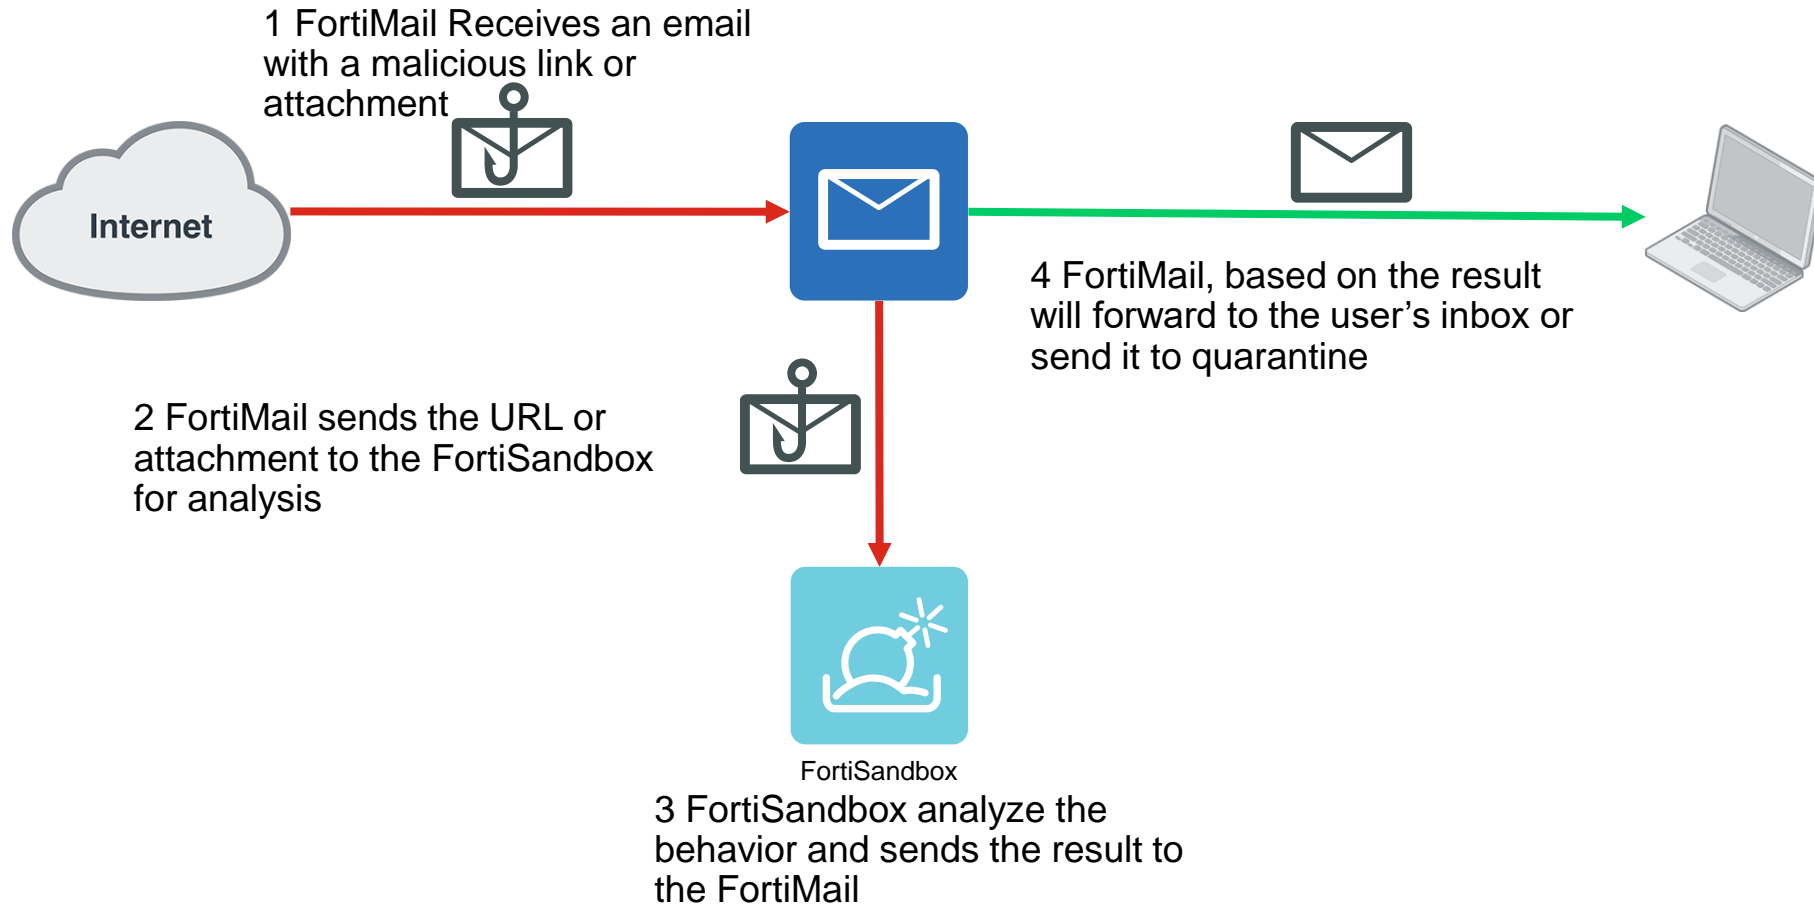 1 FortiMail Receives an email
with a malicious link or
attachment
Internet
4 FortiMail, based on the result
will forward to the user’s inbox or
send it to quarantine
2 FortiMail sends the URL or
attachment to the FortiSandbox
for analysis
FortiSandbox
3 FortiSandbox analyze the
behavior and sends the result to
the FortiMail